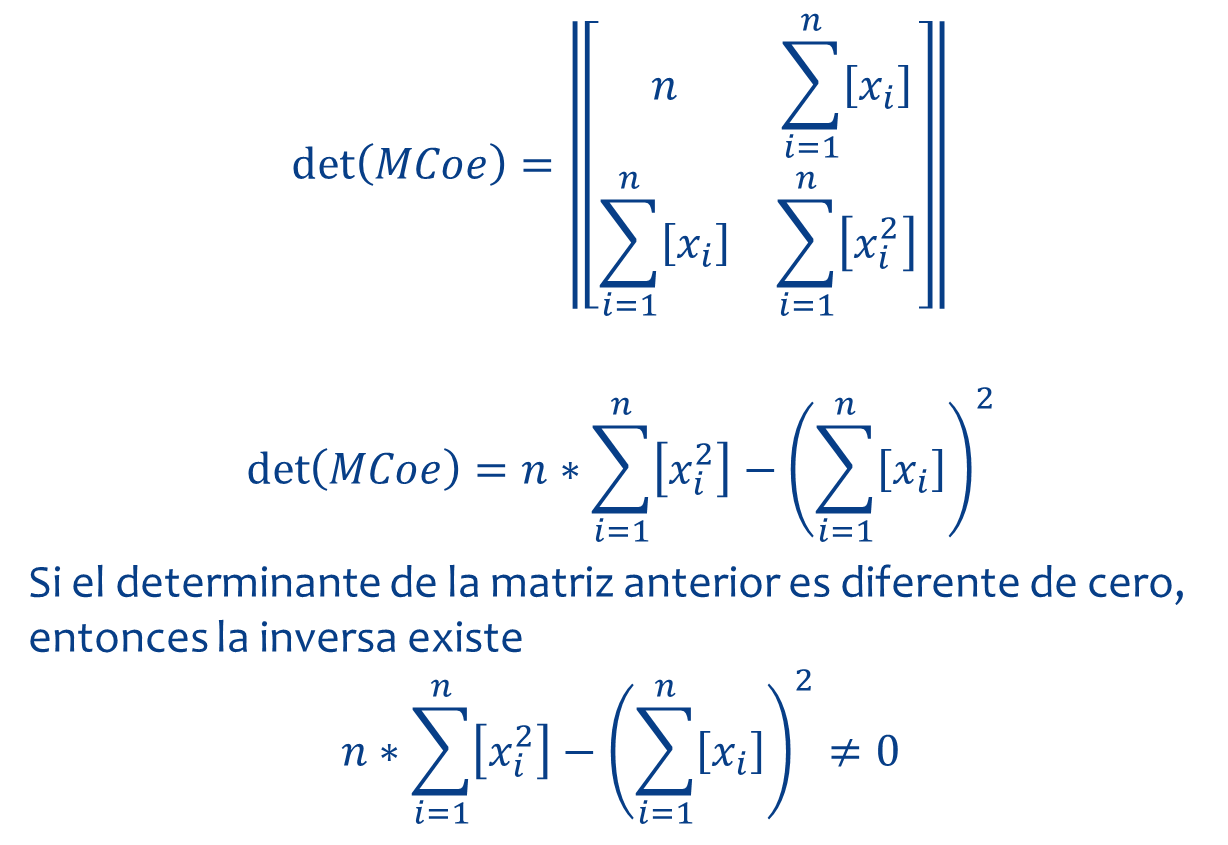 det(MCoe) = ‖[ n ∑_{i=1}^{n}[x_i]
∑_{i=1}^{n}[x_i] ∑_{i=1}^{n}[x_i^2] ]‖
det(MCoe) = n * ∑_{i=1}^{n}[x_i^2] − (∑_{i=1}^{n}[x_i])^2
Si el determinante de la matriz anterior es diferente de cero,
entonces la inversa existe
n * ∑_{i=1}^{n}[x_i^2] − (∑_{i=1}^{n}[x_i])^2 ≠ 0